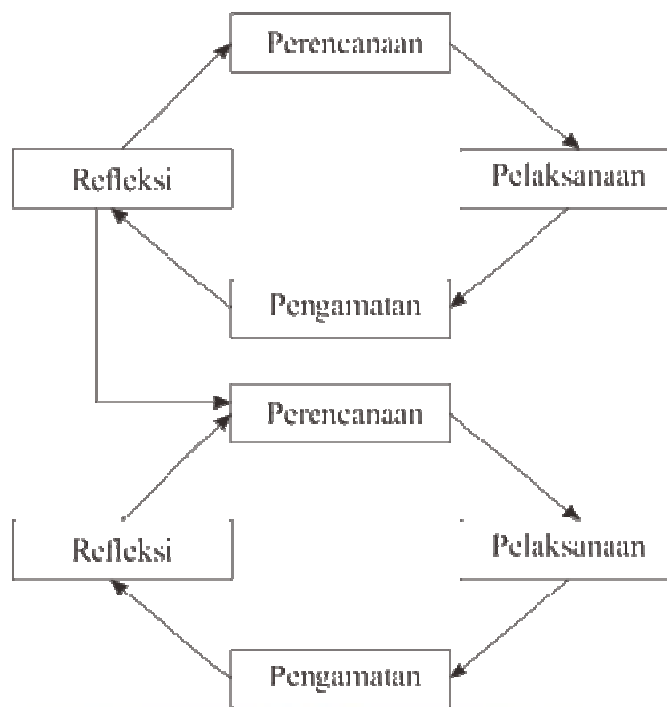 Perencanaan
Refleksi
Pelaksanaan
Pengamatan
Perencanaan
Refleksi
Pelaksanaan
Pengamatan